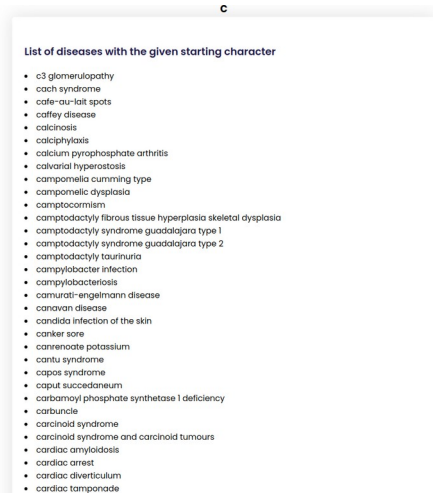 C
List of diseases with the given starting character
c3 glomerulopathy
cach syndrome
cafe-au-lait spots
caffey disease
calcinosis
calciphylaxis
calcium pyrophosphate arthritis
calvarial hyperostosis
campomelia cumming type
campomelic dysplasia
camptocormism
camptodactyly fibrous tissue hyperplasia skeletal dysplasia
camptodactyly syndrome guadalajara type 1
camptodactyly syndrome guadalajara type 2
camptodactyly taurinuria
campylobacter infection
campylobacteriosis
camurati-engelmann disease
canavan disease
candida infection of the skin
canker sore
canrenoate potassium
cantu syndrome
capos syndrome
caput succedaneum
carbamoyl phosphate synthetase 1 deficiency
carbuncle
carcinoid syndrome
carcinoid syndrome and carcinoid tumours
cardiac amyloidosis
cardiac arrest
cardiac diverticulum
cardiac tamponade